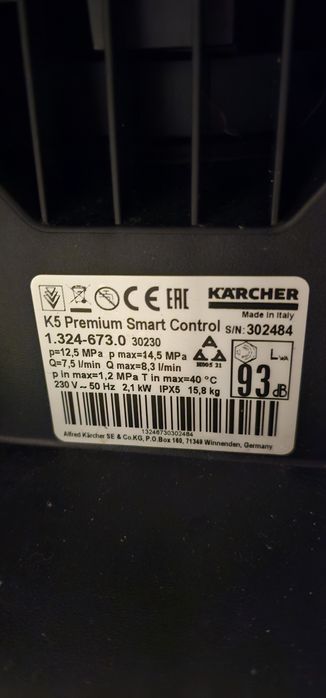 CE EAC KÄRCHER
Made in Italy
K5 Premium Smart Control S/N: 302484
1.324-673.0 30230
p=12,5 MPa p max=14,5 MPa
Q=7,5 l/min Q max=8,3 l/min
p in max=1,2 MPa T in max=40 °C
230 V ~ 50 Hz 2,1 kW IPX5 15,8 kg
LWA
93 dB
13246730302484
Alfred Kärcher SE & Co.KG, P.O.Box 160, 71349 Winnenden, Germany